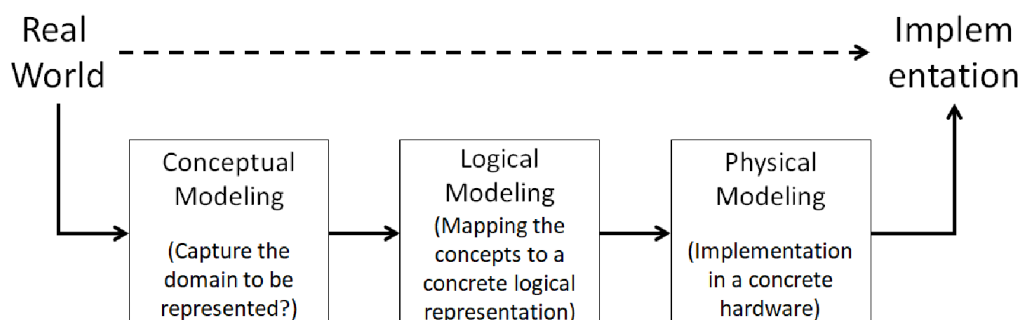 Real
World
Implem
entation
Conceptual
Modeling
(Capture the
domain to be
represented?)
Logical
Modeling
(Mapping the
concepts to a
concrete logical
representation)
Physical
Modeling
(Implementation
in a concrete
hardware)